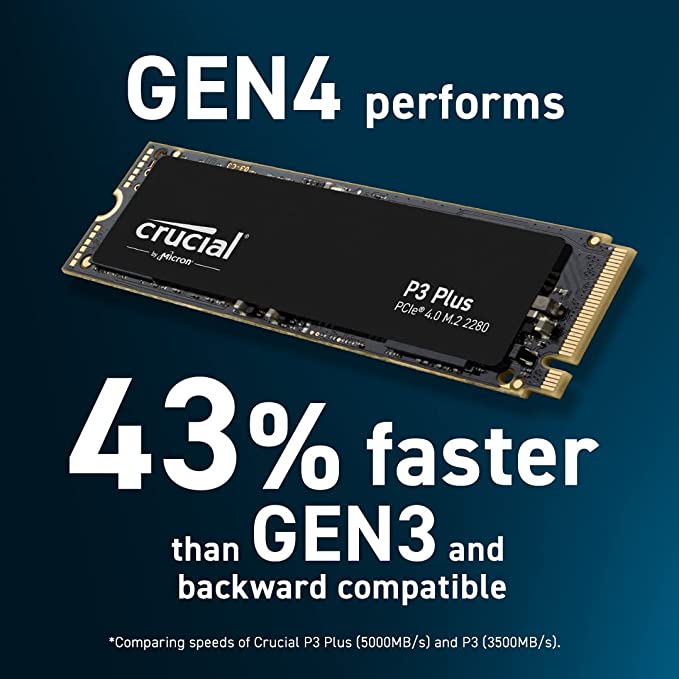 GEN4 performs
crucial
by Micron
P3 Plus
PCIe® 4.0 M.2 2280
43% faster
than GEN3 and
backward compatible
*Comparing speeds of Crucial P3 Plus (5000MB/s) and P3 (3500MB/s).